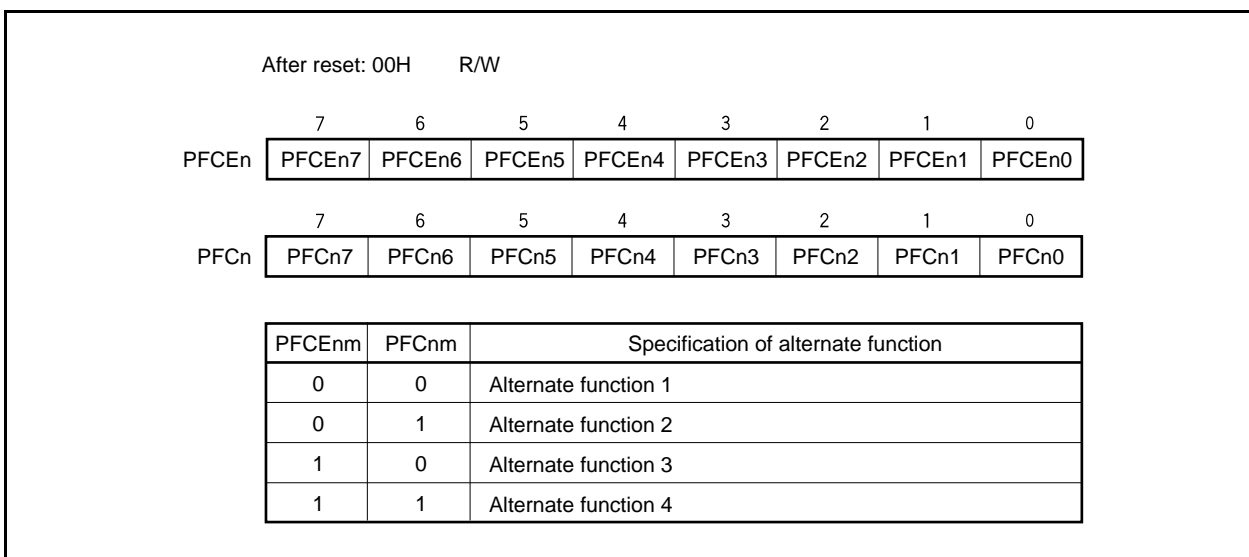 After reset: 00H R/W
7 6 5 4 3 2 1 0
PFCEn PFCEn7 PFCEn6 PFCEn5 PFCEn4 PFCEn3 PFCEn2 PFCEn1 PFCEn0
7 6 5 4 3 2 1 0
PFCn PFCn7 PFCn6 PFCn5 PFCn4 PFCn3 PFCn2 PFCn1 PFCn0
PFCEnm PFCnm Specification of alternate function
0 0 Alternate function 1
0 1 Alternate function 2
1 0 Alternate function 3
1 1 Alternate function 4